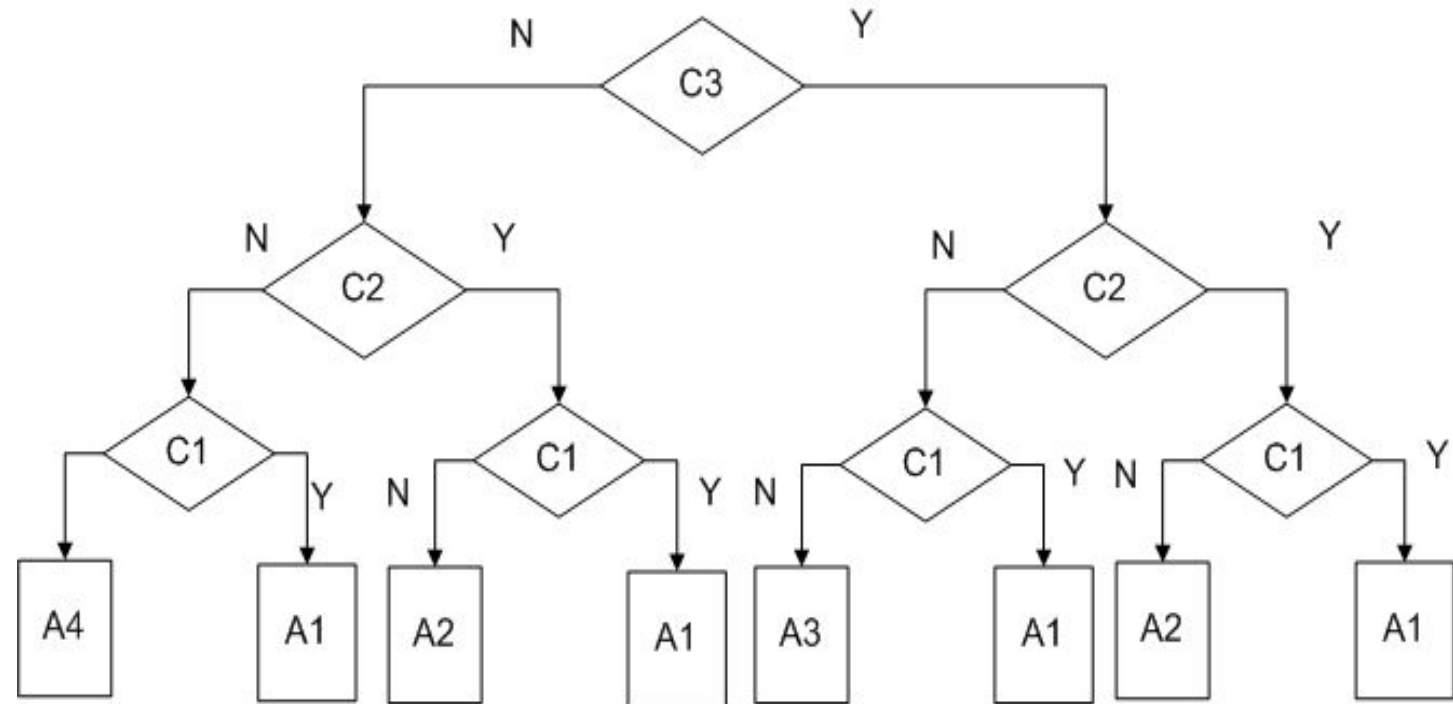 N Y
C3
N Y N Y
C2 C2
C1 Y N C1 Y N C1 Y N C1 Y
A4 A1 A2 A1 A3 A1 A2 A1